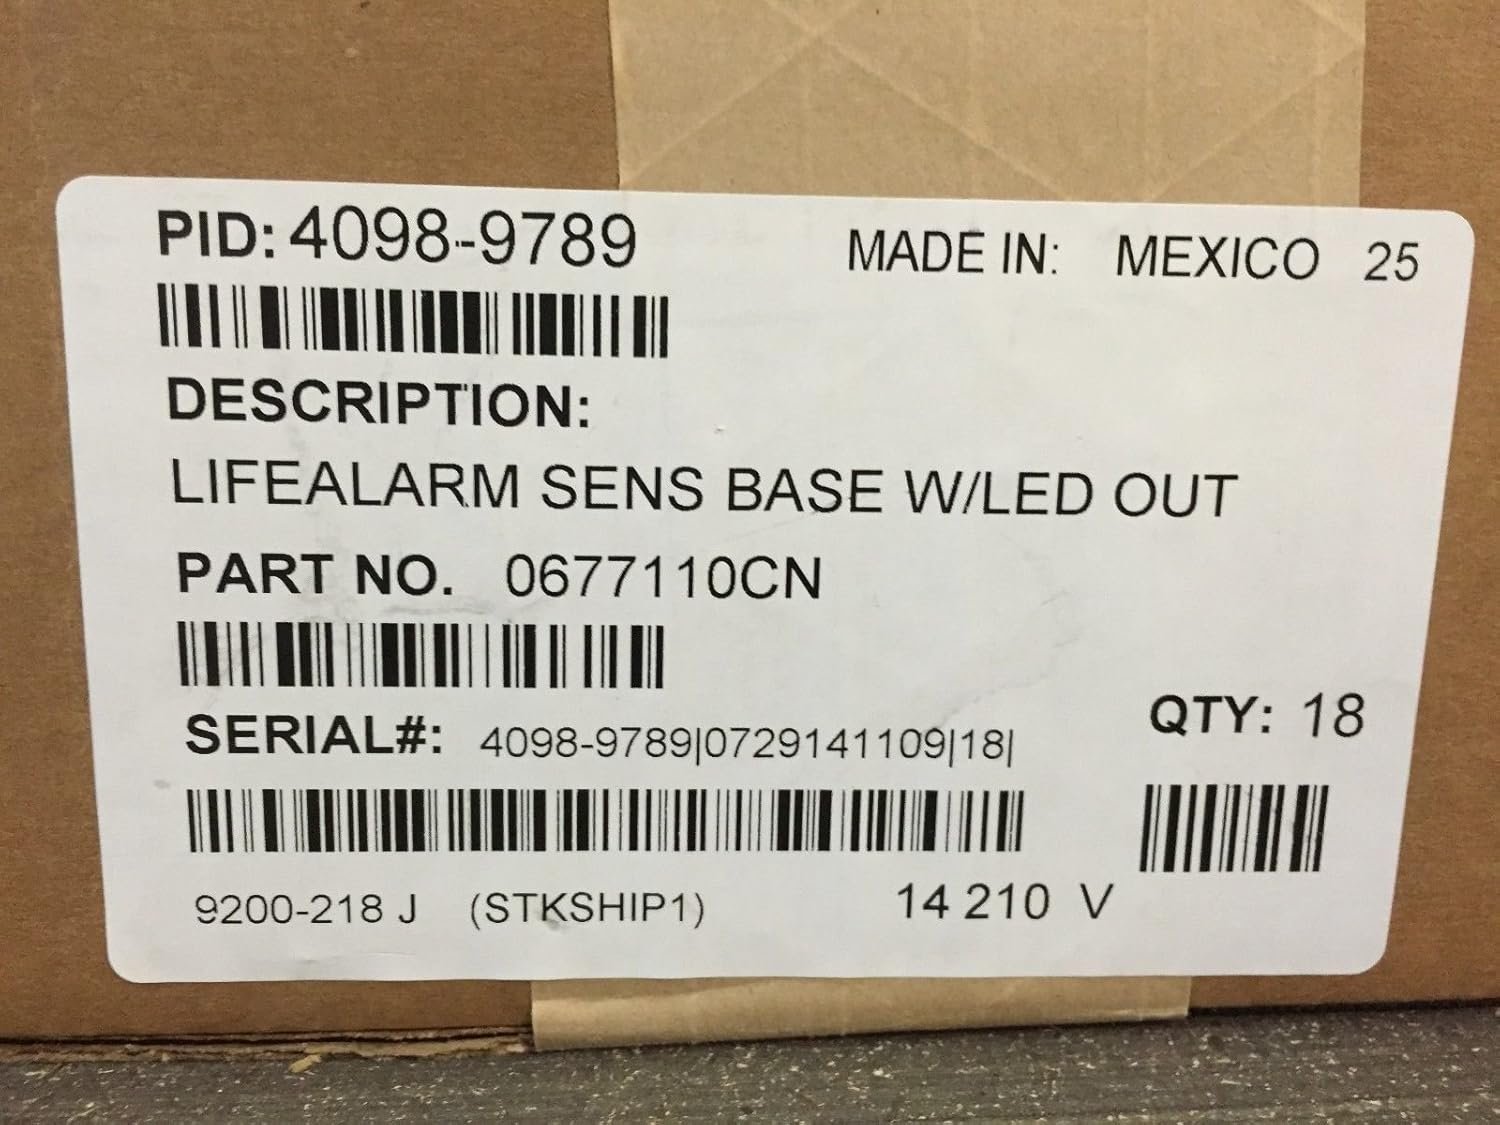 PID: 4098-9789 MADE IN: MEXICO 25
DESCRIPTION:
LIFEALARM SENS BASE W/LED OUT
PART NO. 0677110CN
SERIAL#: 4098-9789|0729141109|18| QTY: 18
9200-218 J (STKSHIP1) 14 210 V